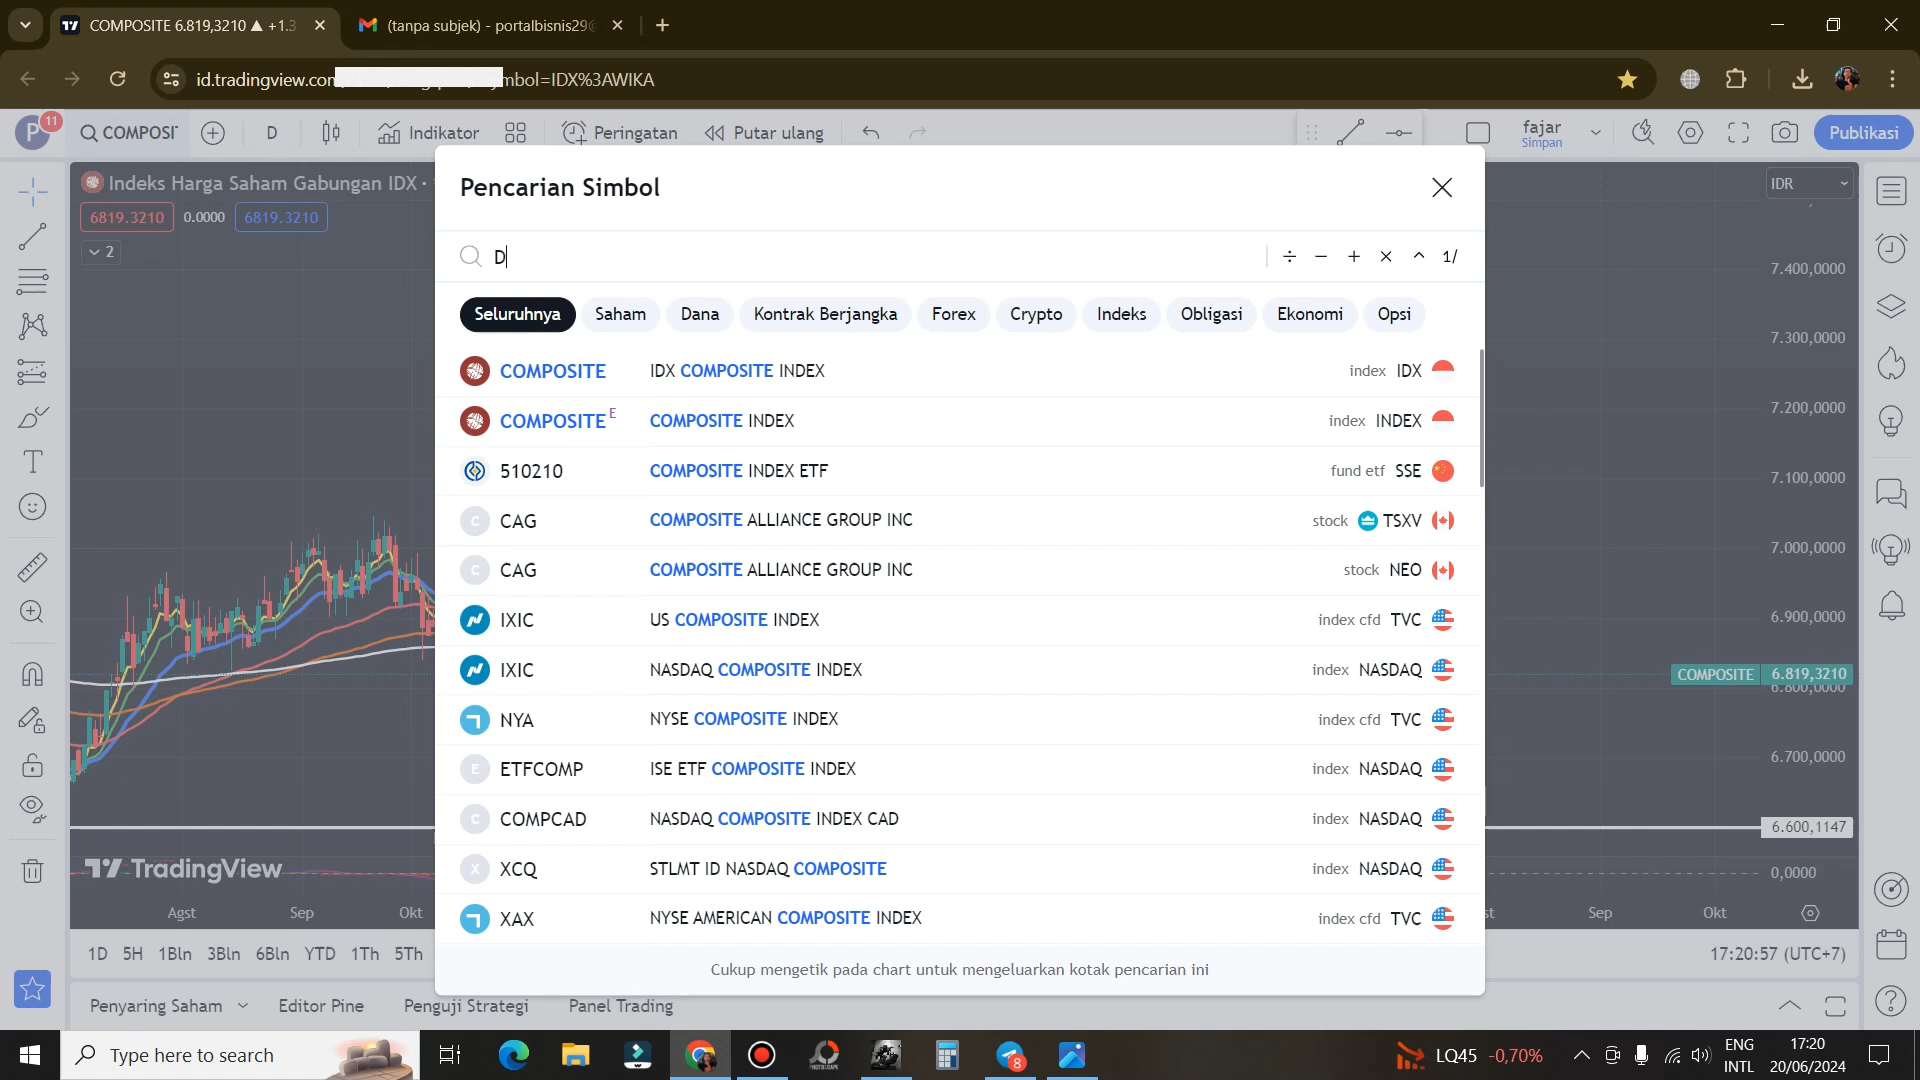 COMPOSITE 6.819,3210 ▲ +1.3
(tanpa subjek) - portalbisnis29@
id.tradingview.com
mbol=IDX%3AWIKA
P
11
COMPOSI
D
Indikator
Peringatan
Putar ulang
fajar
Simpan
Publikasi
Indeks Harga Saham Gabungan IDX ·
6819.3210
0.0000
6819.3210
2
IDR
Pencarian Simbol
D
÷ − + × ^ 1/
Seluruhnya
Saham
Dana
Kontrak Berjangka
Forex
Crypto
Indeks
Obligasi
Ekonomi
Opsi
COMPOSITE IDX COMPOSITE INDEX index IDX
COMPOSITE E COMPOSITE INDEX index INDEX
510210 COMPOSITE INDEX ETF fund etf SSE
C CAG COMPOSITE ALLIANCE GROUP INC stock TSXV
C CAG COMPOSITE ALLIANCE GROUP INC stock NEO
IXIC US COMPOSITE INDEX index cfd TVC
IXIC NASDAQ COMPOSITE INDEX index NASDAQ
NYA NYSE COMPOSITE INDEX index cfd TVC
E ETFCOMP ISE ETF COMPOSITE INDEX index NASDAQ
C COMPCAD NASDAQ COMPOSITE INDEX CAD index NASDAQ
X XCQ STLMT ID NASDAQ COMPOSITE index NASDAQ
XAX NYSE AMERICAN COMPOSITE INDEX index cfd TVC
Cukup mengetik pada chart untuk mengeluarkan kotak pencarian ini
7.400,0000
7.300,0000
7.200,0000
7.100,0000
7.000,0000
6.900,0000
COMPOSITE 6.819,3210
6.800,0000
6.700,0000
6.600,1147
0,0000
TradingView
Agst
Sep
Okt
st
Sep
Okt
1D 5H 1Bln 3Bln 6Bln YTD 1Th 5Th
17:20:57 (UTC+7)
Penyaring Saham
Editor Pine
Penguji Strategi
Panel Trading
Type here to search
8
LQ45 -0,70%
ENG
INTL
17:20
20/06/2024